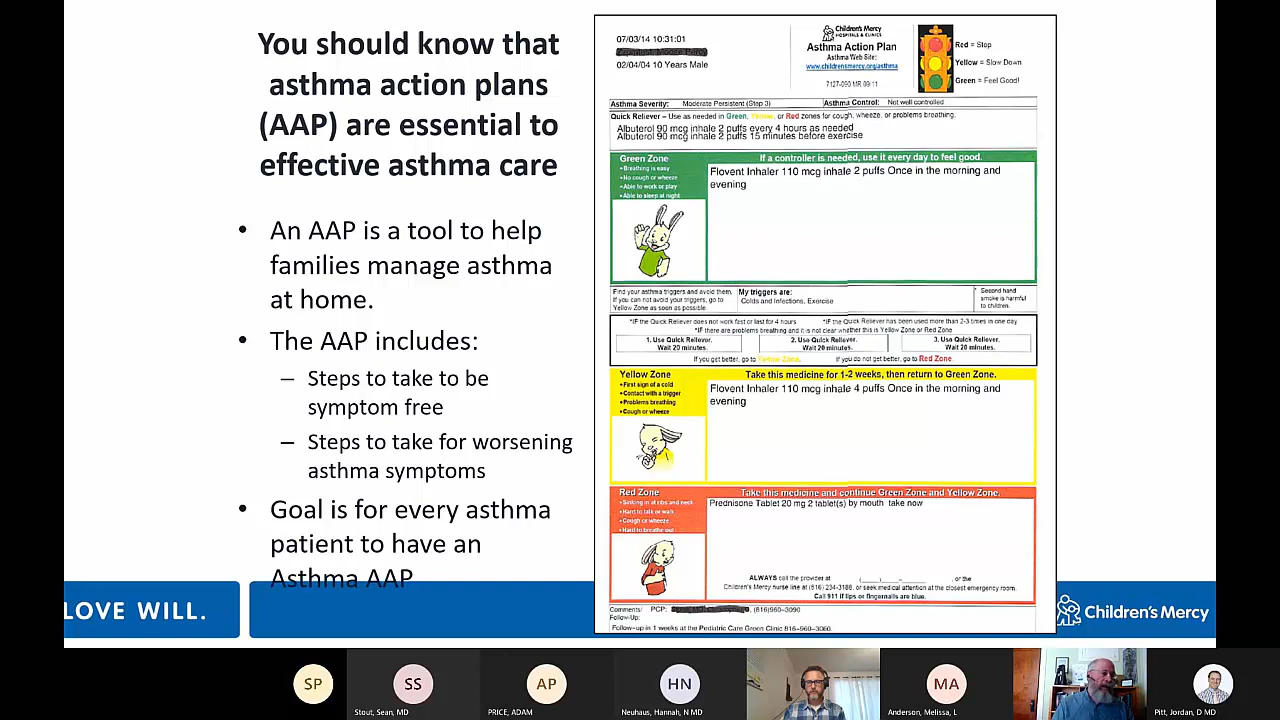 You should know that
asthma action plans
(AAP) are essential to
effective asthma care
• An AAP is a tool to help
families manage asthma
at home.
• The AAP includes:
– Steps to take to be
symptom free
– Steps to take for worsening
asthma symptoms
• Goal is for every asthma
patient to have an
Asthma AAP
LOVE WILL.
07/03/14 10:31:01
02/04/04 10 Years Male
Children's Mercy
HOSPITALS & CLINICS
Asthma Action Plan
Asthma Web Site:
www.childrensmercy.org/asthma
7127-090 MR 09/11
Red = Stop
Yellow = Slow Down
Green = Feel Good!
Asthma Severity: Moderate Persistent (Step 3) Asthma Control: Not well controlled
Quick Reliever – Use as needed in Green, Yellow, or Red zones for cough, wheeze, or problems breathing.
Albuterol 90 mcg inhale 2 puffs every 4 hours as needed
Albuterol 90 mcg inhale 2 puffs 15 minutes before exercise
Green Zone
• Breathing is easy
• No cough or wheeze
• Able to work or play
• Able to sleep at night
If a controller is needed, use it every day to feel good.
Flovent Inhaler 110 mcg inhale 2 puffs Once in the morning and
evening
Find your asthma triggers and avoid them.
If you can not avoid your triggers, go to
Yellow Zone as soon as possible
My triggers are:
Colds and Infections, Exercise
* Second hand
smoke is harmful
to children.
*IF the Quick Reliever does not work fast or last for 4 hours *IF the Quick Reliever has been used more than 2-3 times in one day
*IF there are problems breathing and it is not clear whether this is Yellow Zone or Red Zone
1. Use Quick Reliever.
Wait 20 minutes.
2. Use Quick Reliever.
Wait 20 minutes.
3. Use Quick Reliever.
Wait 20 minutes.
If you get better, go to Yellow Zone. If you do not get better, go to Red Zone.
Yellow Zone
• First sign of a cold
• Contact with a trigger
• Problems breathing
• Cough or wheeze
Take this medicine for 1-2 weeks, then return to Green Zone.
Flovent Inhaler 110 mcg inhale 4 puffs Once in the morning and
evening
Red Zone
• Sinking in at ribs and neck
• Hard to talk or walk
• Cough or wheeze
• Hard to breathe out
Take this medicine and continue Green Zone and Yellow Zone.
Prednisone Tablet 20 mg 2 tablet(s) by mouth take now
ALWAYS call the provider at (____)____-______, or the
Children's Mercy nurse line at (816) 234-3188, or seek medical attention at the closest emergency room.
Call 911 if lips or fingernails are blue.
Comments/ PCP: , (816)960-3090
Follow-Up:
Follow-up in 1 weeks at the Pediatric Care Green Clinic 816-960-3060.
Children's Mercy
SP
SS
Stout, Sean, MD
AP
PRICE, ADAM
HN
Neuhaus, Hannah, N MD
MA
Anderson, Melissa, L
Pitt, Jordan, D MD